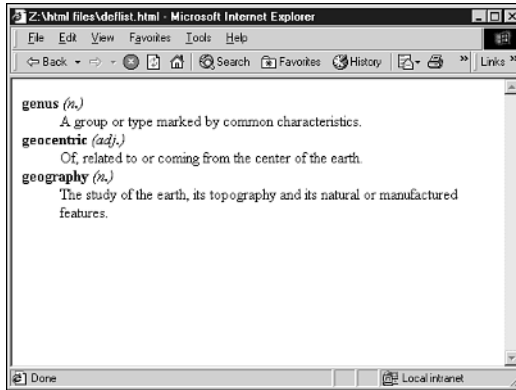 Z:\html files\deflist.html - Microsoft Internet Explorer
File Edit View Favorites Tools Help
Back Search Favorites History » Links »
genus (n.)
A group or type marked by common characteristics.
geocentric (adj.)
Of, related to or coming from the center of the earth.
geography (n.)
The study of the earth, its topography and its natural or manufactured
features.
Done Local intranet